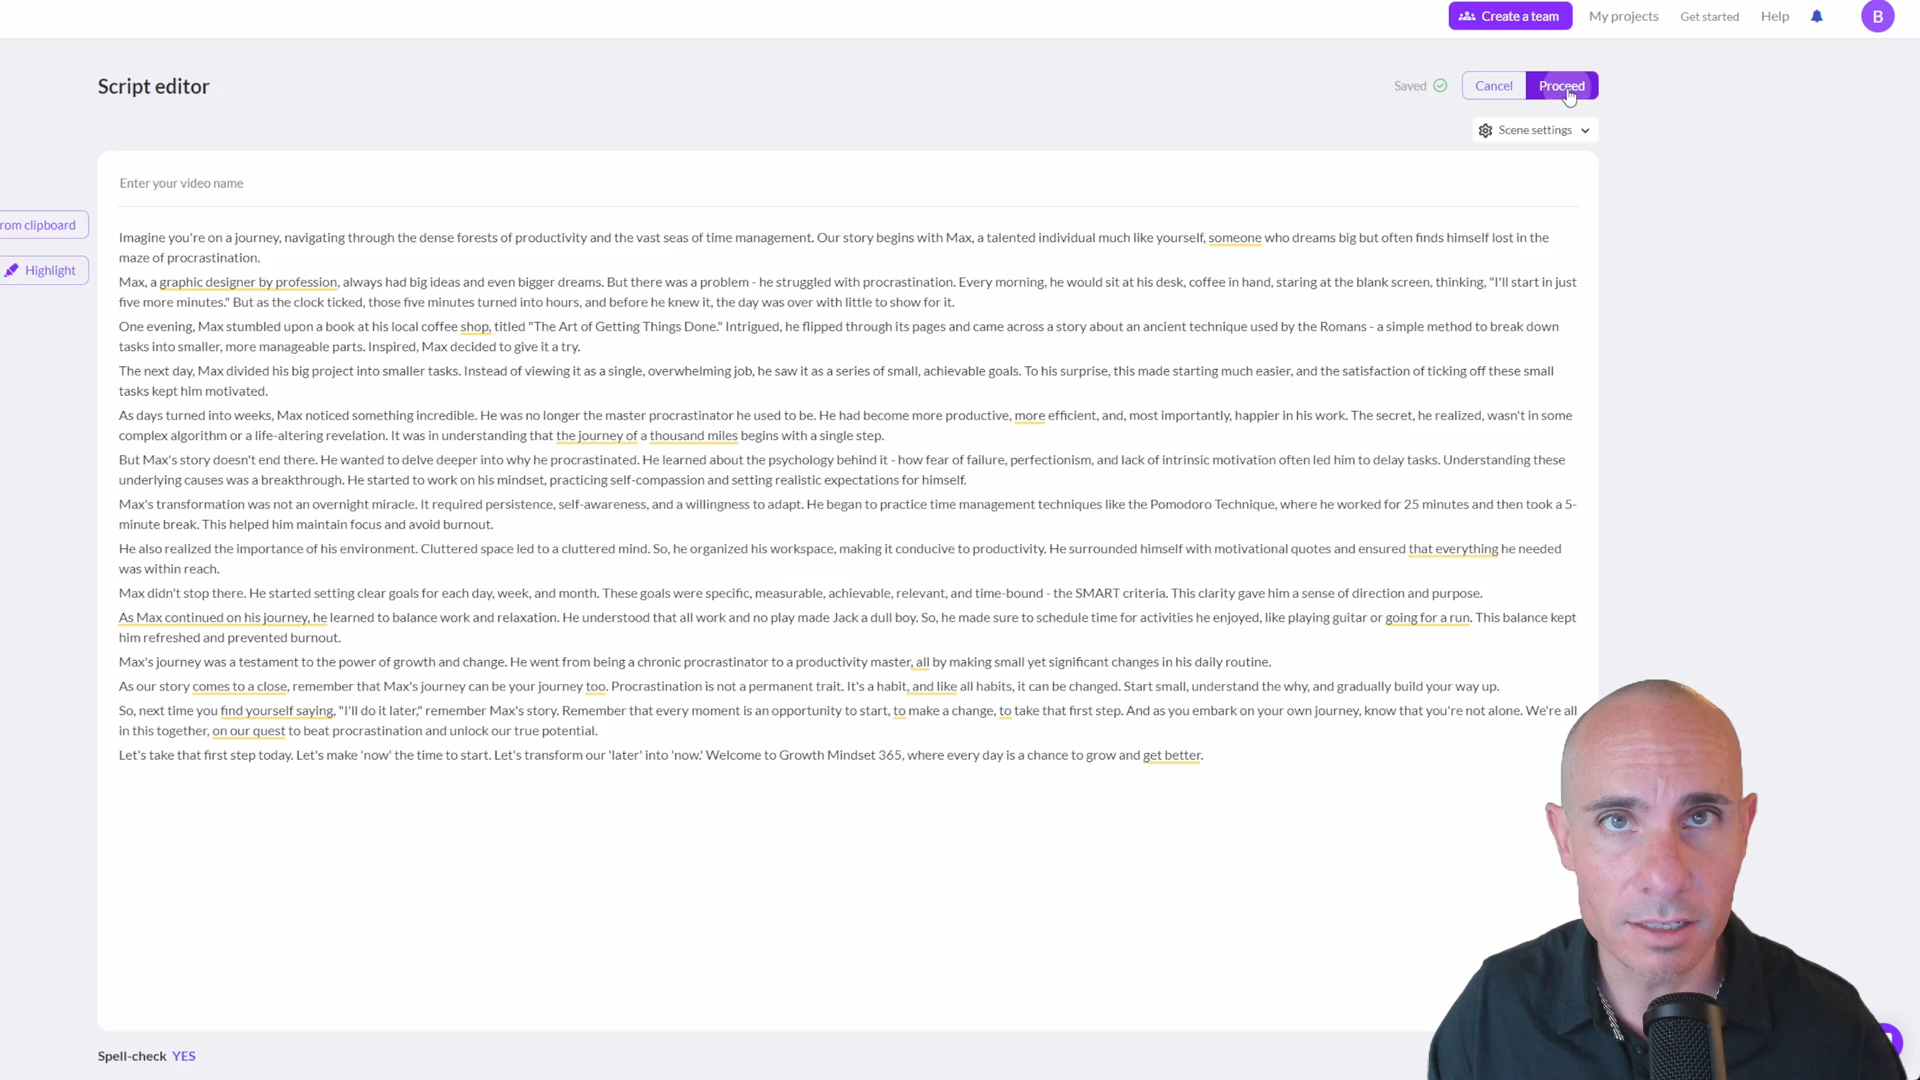 Create a team
My projects
Get started
Help
B
Script editor
Saved
Cancel
Proceed
Scene settings
Enter your video name
rom clipboard
Highlight
Imagine you're on a journey, navigating through the dense forests of productivity and the vast seas of time management. Our story begins with Max, a talented individual much like yourself, someone who dreams big but often finds himself lost in the
maze of procrastination.
Max, a graphic designer by profession, always had big ideas and even bigger dreams. But there was a problem - he struggled with procrastination. Every morning, he would sit at his desk, coffee in hand, staring at the blank screen, thinking, "I'll start in just
five more minutes." But as the clock ticked, those five minutes turned into hours, and before he knew it, the day was over with little to show for it.
One evening, Max stumbled upon a book at his local coffee shop, titled "The Art of Getting Things Done." Intrigued, he flipped through its pages and came across a story about an ancient technique used by the Romans - a simple method to break down
tasks into smaller, more manageable parts. Inspired, Max decided to give it a try.
The next day, Max divided his big project into smaller tasks. Instead of viewing it as a single, overwhelming job, he saw it as a series of small, achievable goals. To his surprise, this made starting much easier, and the satisfaction of ticking off these small
tasks kept him motivated.
As days turned into weeks, Max noticed something incredible. He was no longer the master procrastinator he used to be. He had become more productive, more efficient, and, most importantly, happier in his work. The secret, he realized, wasn't in some
complex algorithm or a life-altering revelation. It was in understanding that the journey of a thousand miles begins with a single step.
But Max's story doesn't end there. He wanted to delve deeper into why he procrastinated. He learned about the psychology behind it - how fear of failure, perfectionism, and lack of intrinsic motivation often led him to delay tasks. Understanding these
underlying causes was a breakthrough. He started to work on his mindset, practicing self-compassion and setting realistic expectations for himself.
Max's transformation was not an overnight miracle. It required persistence, self-awareness, and a willingness to adapt. He began to practice time management techniques like the Pomodoro Technique, where he worked for 25 minutes and then took a 5-
minute break. This helped him maintain focus and avoid burnout.
He also realized the importance of his environment. Cluttered space led to a cluttered mind. So, he organized his workspace, making it conducive to productivity. He surrounded himself with motivational quotes and ensured that everything he needed
was within reach.
Max didn't stop there. He started setting clear goals for each day, week, and month. These goals were specific, measurable, achievable, relevant, and time-bound - the SMART criteria. This clarity gave him a sense of direction and purpose.
As Max continued on his journey, he learned to balance work and relaxation. He understood that all work and no play made Jack a dull boy. So, he made sure to schedule time for activities he enjoyed, like playing guitar or going for a run. This balance kept
him refreshed and prevented burnout.
Max's journey was a testament to the power of growth and change. He went from being a chronic procrastinator to a productivity master, all by making small yet significant changes in his daily routine.
As our story comes to a close, remember that Max's journey can be your journey too. Procrastination is not a permanent trait. It's a habit, and like all habits, it can be changed. Start small, understand the why, and gradually build your way up.
So, next time you find yourself saying, "I'll do it later," remember Max's story. Remember that every moment is an opportunity to start, to make a change, to take that first step. And as you embark on your own journey, know that you're not alone. We're all
in this together, on our quest to beat procrastination and unlock our true potential.
Let's take that first step today. Let's make 'now' the time to start. Let's transform our 'later' into 'now.' Welcome to Growth Mindset 365, where every day is a chance to grow and get better.
Spell-check YES